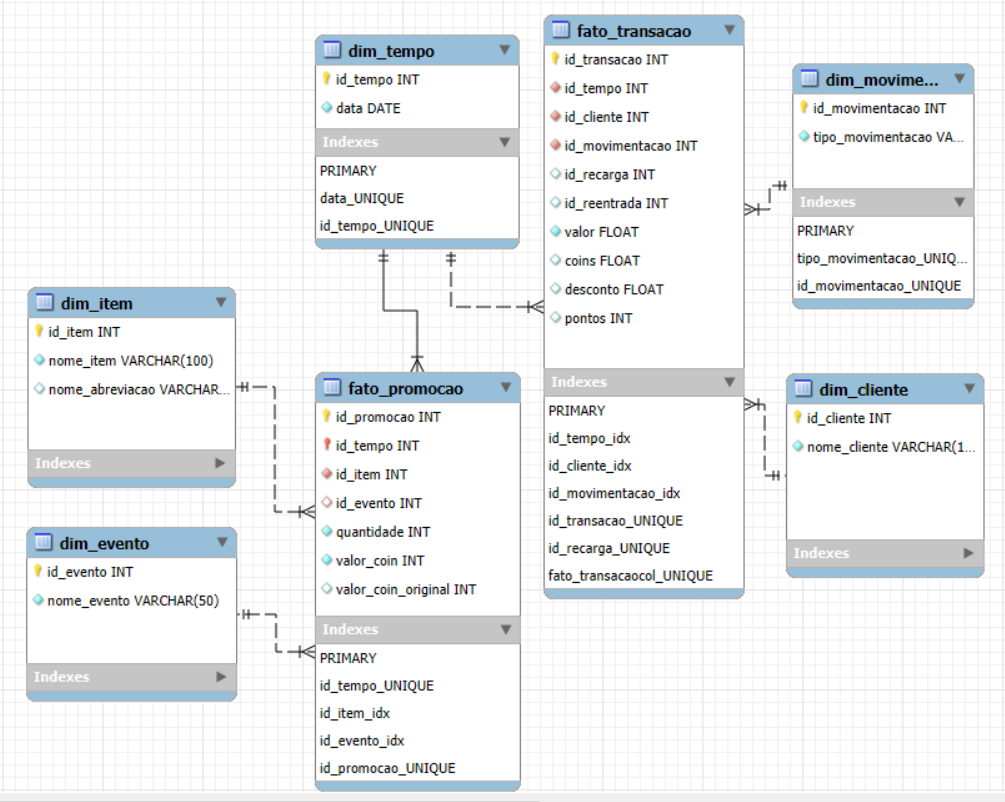 dim_tempo
id_tempo INT
data DATE
Indexes
PRIMARY
data_UNIQUE
id_tempo_UNIQUE
fato_transacao
id_transacao INT
id_tempo INT
id_cliente INT
id_movimentacao INT
id_recarga INT
id_reentrada INT
valor FLOAT
coins FLOAT
desconto FLOAT
pontos INT
Indexes
PRIMARY
id_tempo_idx
id_cliente_idx
id_movimentacao_idx
id_transacao_UNIQUE
id_recarga_UNIQUE
fato_transacaocol_UNIQUE
dim_movime...
id_movimentacao INT
tipo_movimentacao VA...
Indexes
PRIMARY
tipo_movimentacao_UNIQ...
id_movimentacao_UNIQUE
dim_item
id_item INT
nome_item VARCHAR(100)
nome_abreviacao VARCHAR...
Indexes
fato_promocao
id_promocao INT
id_tempo INT
id_item INT
id_evento INT
quantidade INT
valor_coin INT
valor_coin_original INT
Indexes
PRIMARY
id_tempo_UNIQUE
id_item_idx
id_evento_idx
id_promocao_UNIQUE
dim_cliente
id_cliente INT
nome_cliente VARCHAR(1...
Indexes
dim_evento
id_evento INT
nome_evento VARCHAR(50)
Indexes